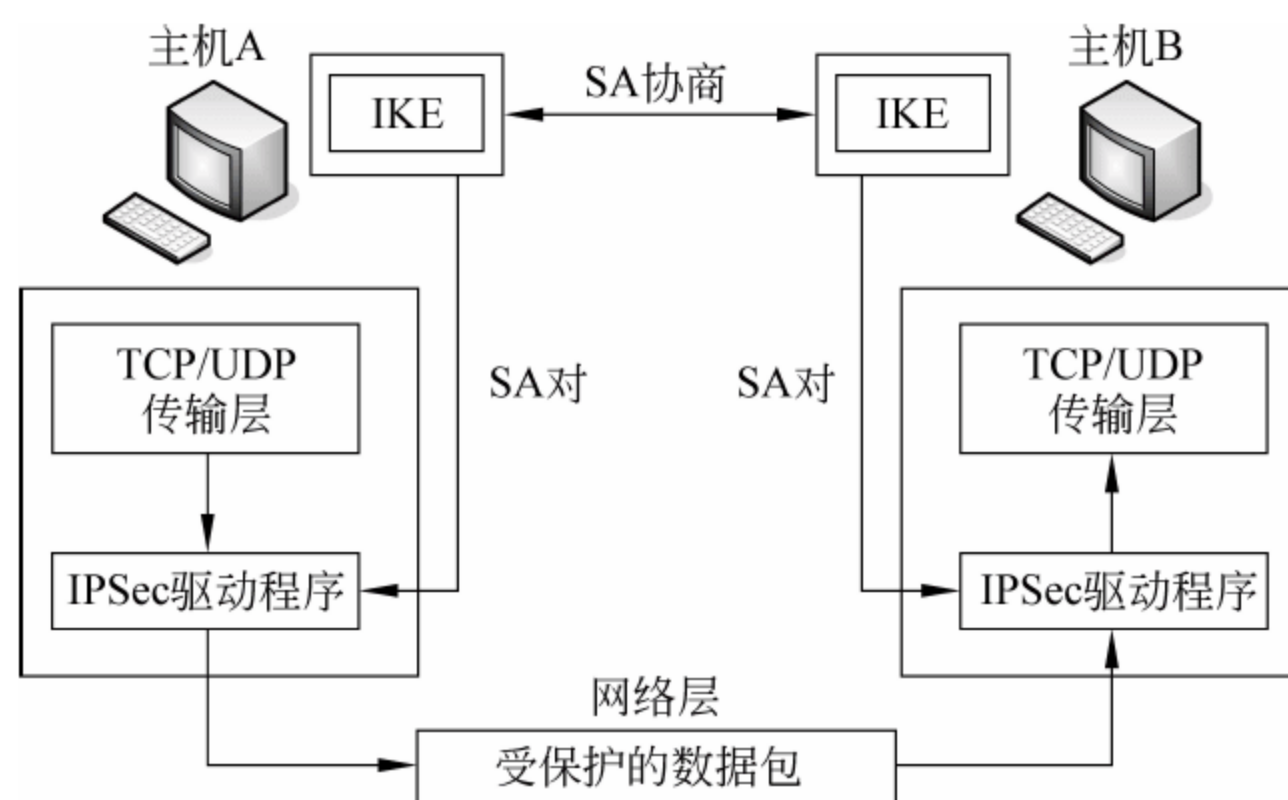 主机A
主机B
IKE
SA协商
IKE
TCP/UDP
传输层
SA对
SA对
TCP/UDP
传输层
IPSec驱动程序
IPSec驱动程序
网络层
受保护的数据包